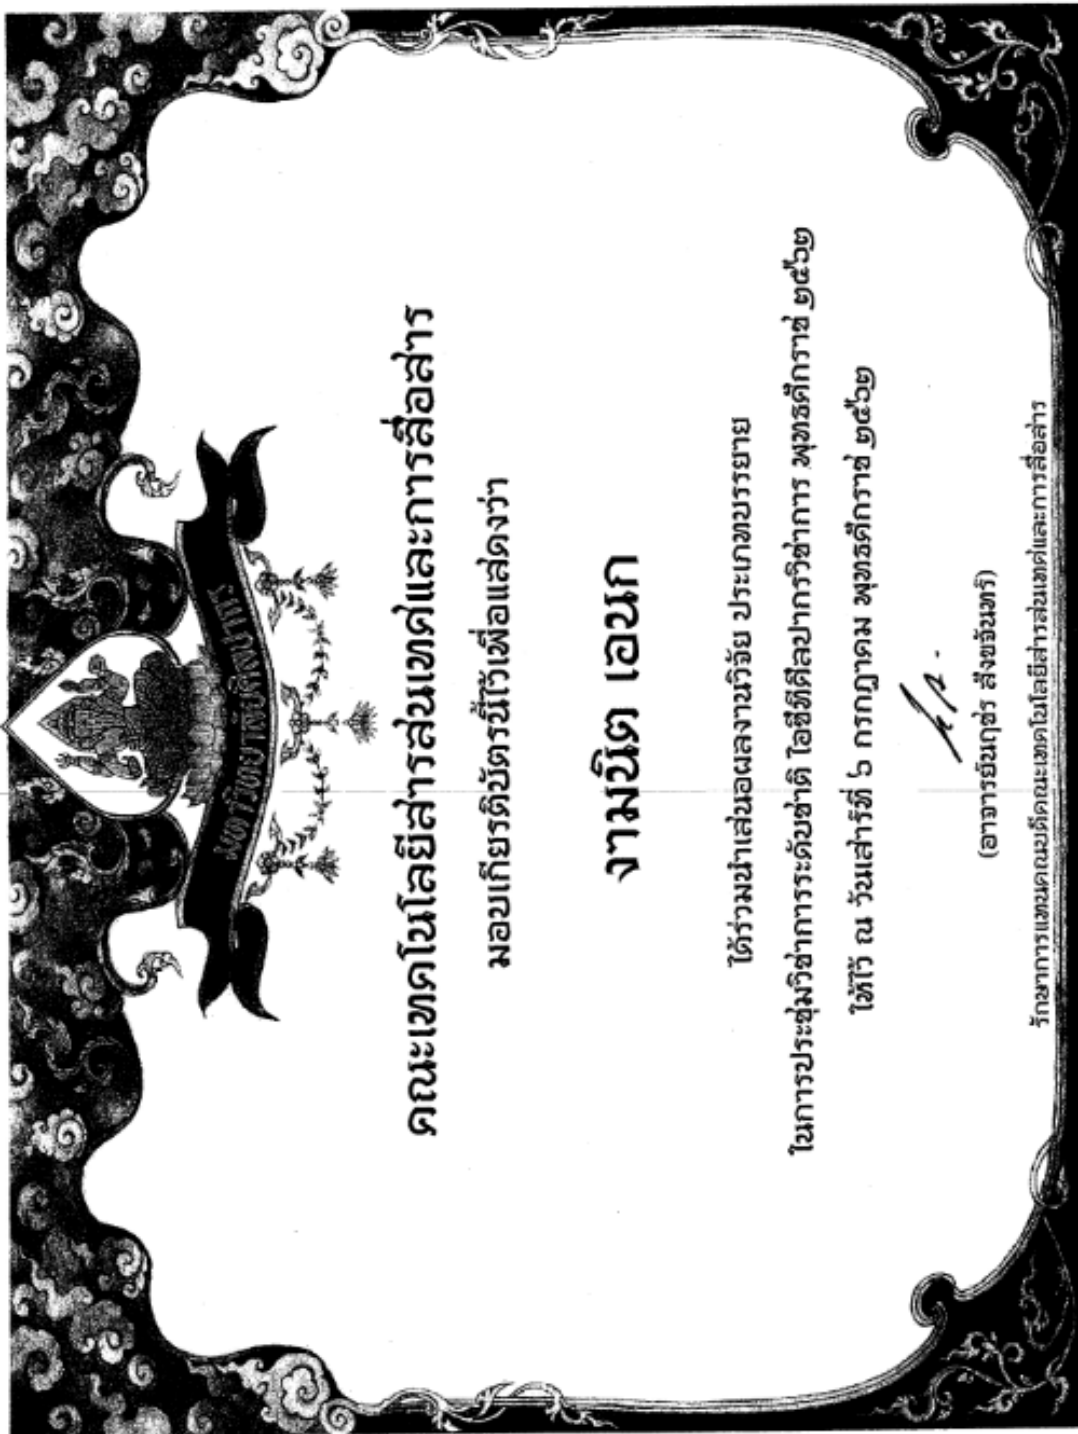 มหาวิทยาลัยศิลปากร
คณะเทคโนโลยีสารสนเทศและการสื่อสาร
มอบเกียรติบัตรนี้ไว้เพื่อแสดงว่า
งามนิต เอนก
ได้ร่วมนำเสนอผลงานวิจัย ประเภทบรรยาย
ในการประชุมวิชาการระดับชาติ ไอซีทีศิลปากรวิชาการ พุทธศักราช ๒๕๖๒
ให้ไว้ ณ วันเสาร์ที่ ๖ กรกฎาคม พุทธศักราช ๒๕๖๒
(อาจารย์นฤชร สังขจันทร์)
รักษาการแทนคณบดีคณะเทคโนโลยีสารสนเทศและการสื่อสาร